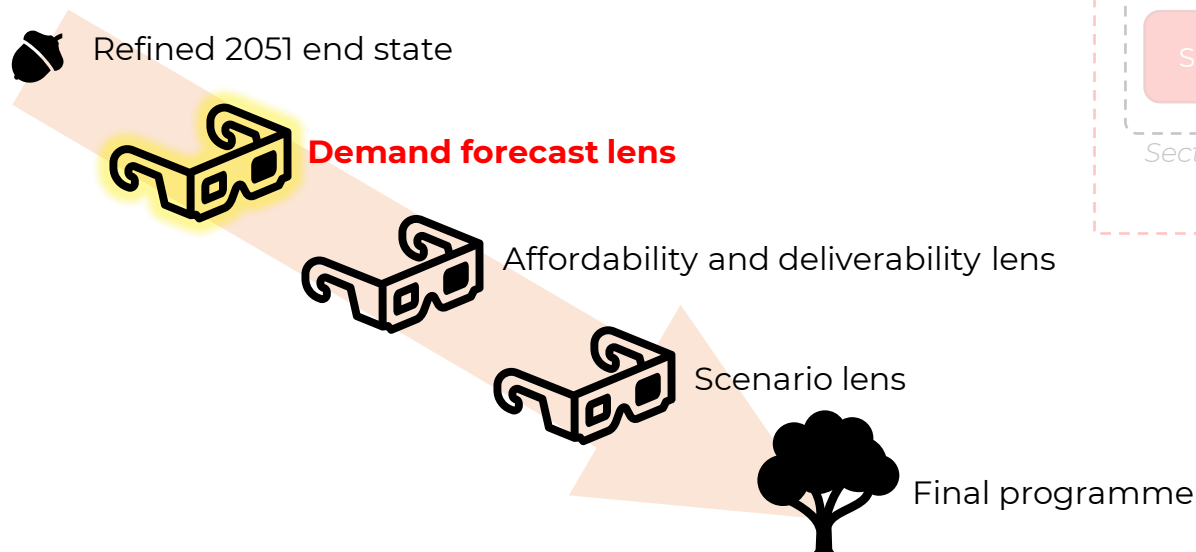 Refined 2051 end state
Demand forecast lens
Affordability and deliverability lens
Scenario lens
Final programme